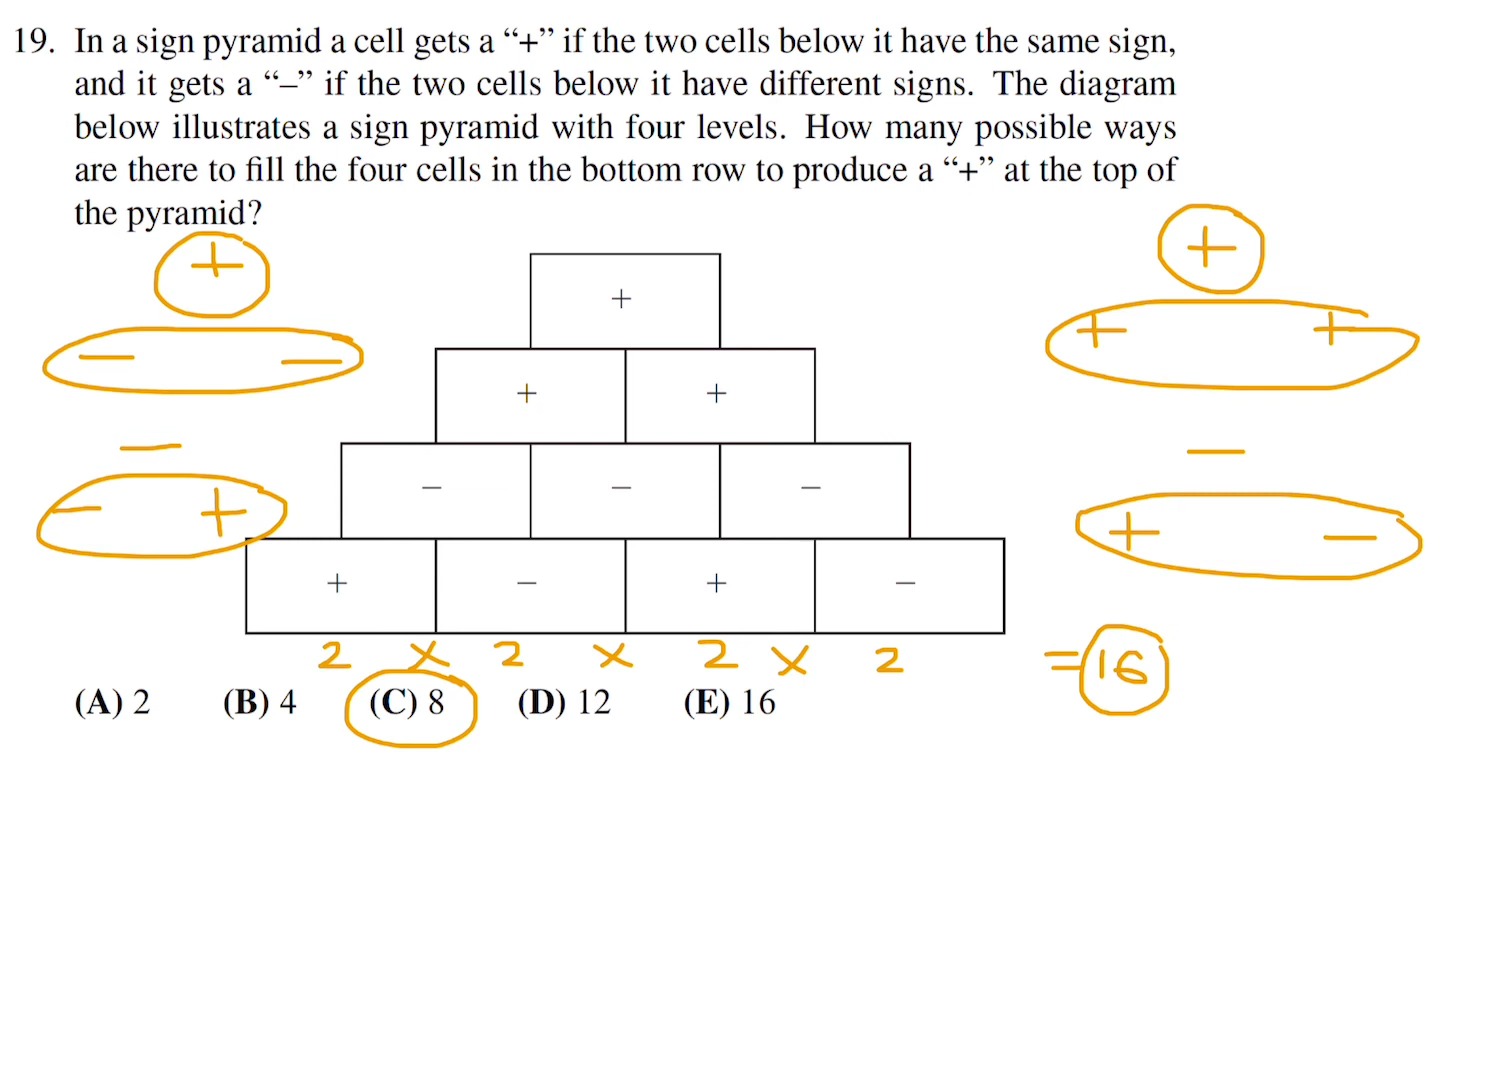 19. In a sign pyramid a cell gets a “+” if the two cells below it have the same sign,
and it gets a “–” if the two cells below it have different signs. The diagram
below illustrates a sign pyramid with four levels. How many possible ways
are there to fill the four cells in the bottom row to produce a “+” at the top of
the pyramid?
+
+
+
− −
+ +
+ +
−
−
− − −
− +
+ −
+ − + −
2 × 2 × 2 × 2 = 16
(A) 2 (B) 4 (C) 8 (D) 12 (E) 16